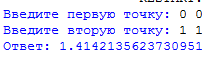 Введите первую точку: 0 0
Введите вторую точку: 1 1
Ответ: 1.4142135623730951